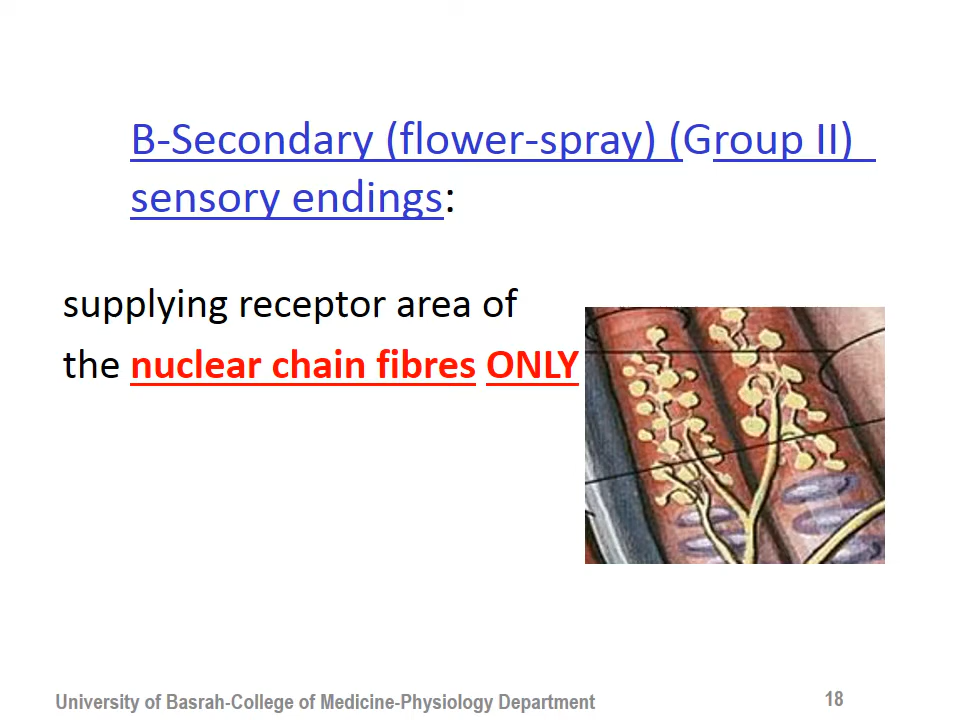 B-Secondary (flower-spray) (Group II)
sensory endings:
supplying receptor area of
the nuclear chain fibres ONLY
University of Basrah-College of Medicine-Physiology Department
18